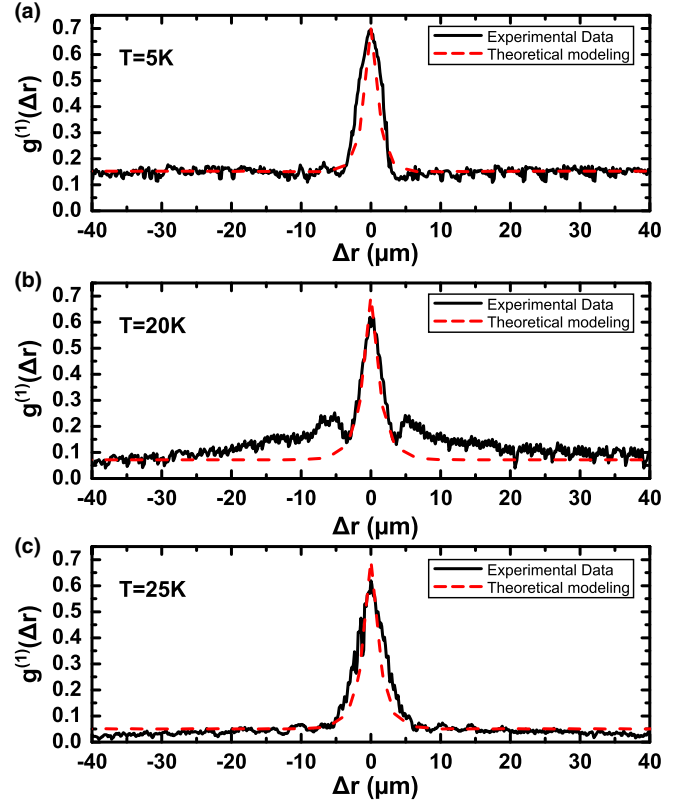 (a)
0.7
0.6
0.5
0.4
0.3
0.2
0.1
0.0
g⁽¹⁾(Δr)
T=5K
Experimental Data
Theoretical modeling
-40 -30 -20 -10 0 10 20 30 40
Δr (μm)
(b)
0.7
0.6
0.5
0.4
0.3
0.2
0.1
0.0
g⁽¹⁾(Δr)
T=20K
Experimental Data
Theoretical modeling
-40 -30 -20 -10 0 10 20 30 40
Δr (μm)
(c)
0.7
0.6
0.5
0.4
0.3
0.2
0.1
0.0
g⁽¹⁾(Δr)
T=25K
Experimental Data
Theoretical modeling
-40 -30 -20 -10 0 10 20 30 40
Δr (μm)